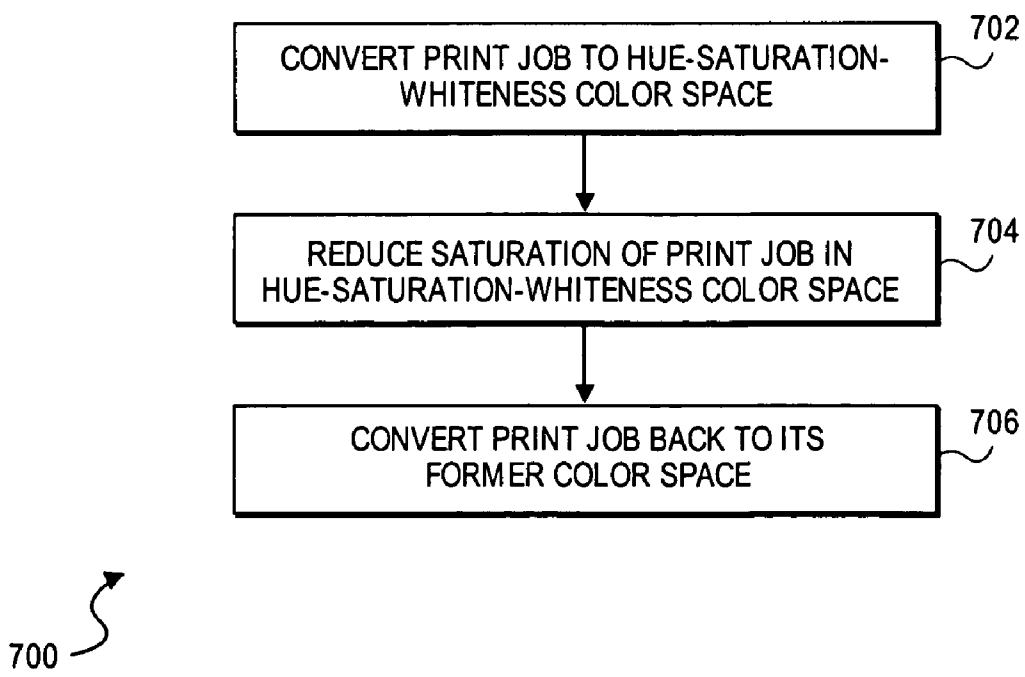 702
CONVERT PRINT JOB TO HUE-SATURATION-
WHITENESS COLOR SPACE
704
REDUCE SATURATION OF PRINT JOB IN
HUE-SATURATION-WHITENESS COLOR SPACE
706
CONVERT PRINT JOB BACK TO ITS
FORMER COLOR SPACE
700